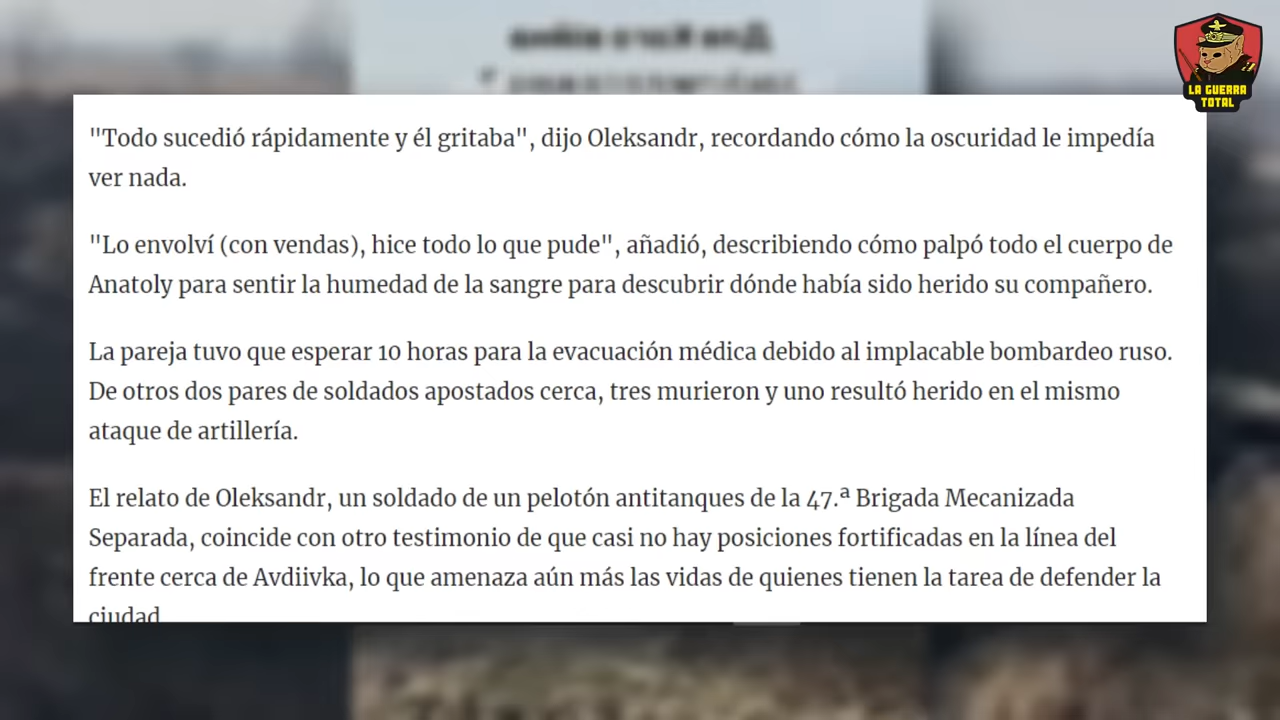 LA GUERRA
TOTAL
"Todo sucedió rápidamente y él gritaba", dijo Oleksandr, recordando cómo la oscuridad le impedía
ver nada.
"Lo envolví (con vendas), hice todo lo que pude", añadió, describiendo cómo palpó todo el cuerpo de
Anatoly para sentir la humedad de la sangre para descubrir dónde había sido herido su compañero.
La pareja tuvo que esperar 10 horas para la evacuación médica debido al implacable bombardeo ruso.
De otros dos pares de soldados apostados cerca, tres murieron y uno resultó herido en el mismo
ataque de artillería.
El relato de Oleksandr, un soldado de un pelotón antitanques de la 47.ª Brigada Mecanizada
Separada, coincide con otro testimonio de que casi no hay posiciones fortificadas en la línea del
frente cerca de Avdiivka, lo que amenaza aún más las vidas de quienes tienen la tarea de defender la
ciudad